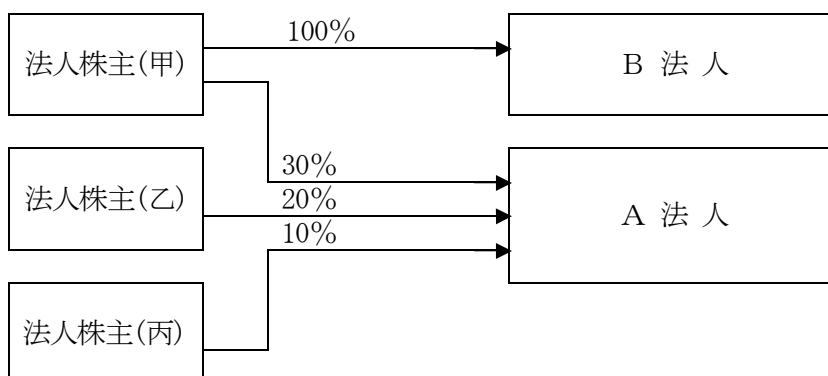 法人株主(甲)
100%
B 法 人
30%
法人株主(乙)
20%
A 法 人
10%
法人株主(丙)